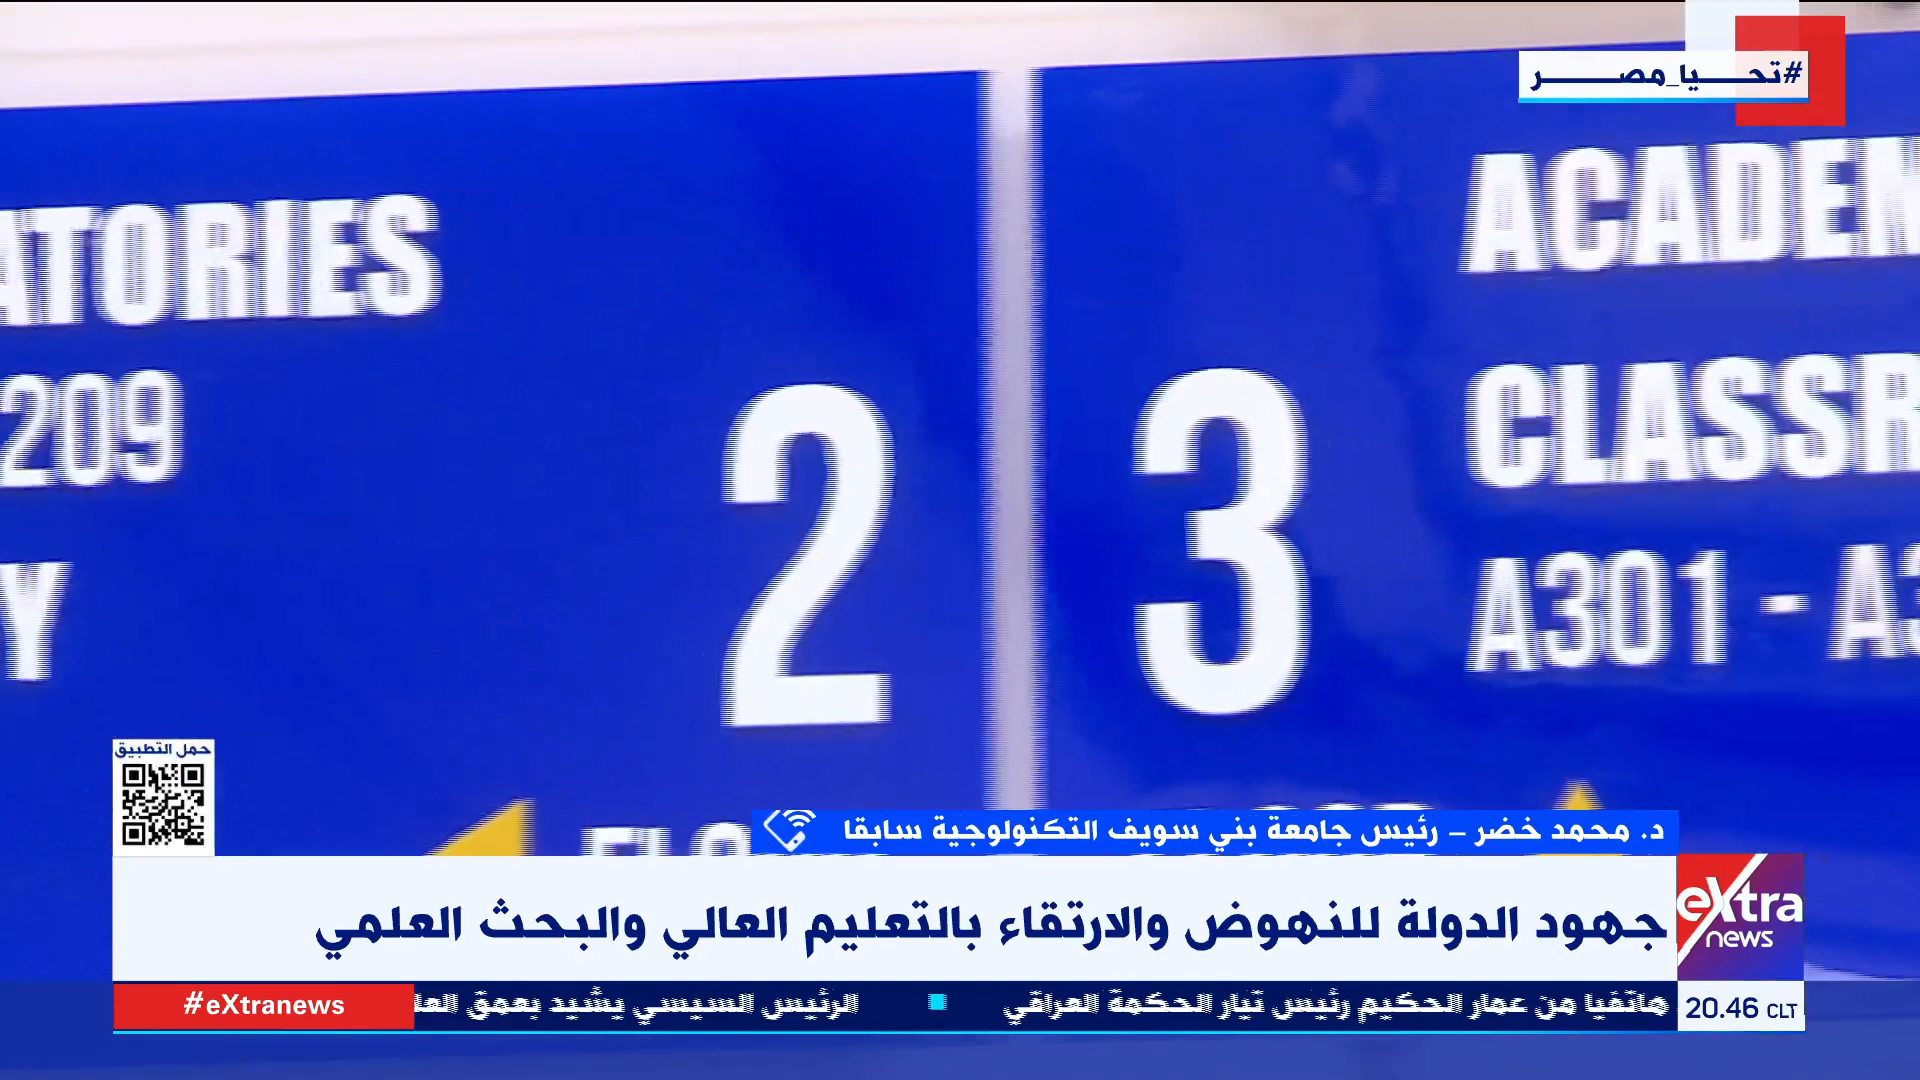 #تحـــيا_مصـــر
ACADEM
ATORIES
CLASSR
209
2
3
A301 - A3
Y
حمل التطبيق
د. محمد خضر – رئيس جامعة بني سويف التكنولوجية سابقا
جهود الدولة للنهوض والارتقاء بالتعليم العالي والبحث العلمي
eXtra
news
هاتفيا من عمار الحكيم رئيس تيار الحكمة العراقي
الرئيس السيسي يشيد بعمق العلا
#eXtranews
20.46 CLT